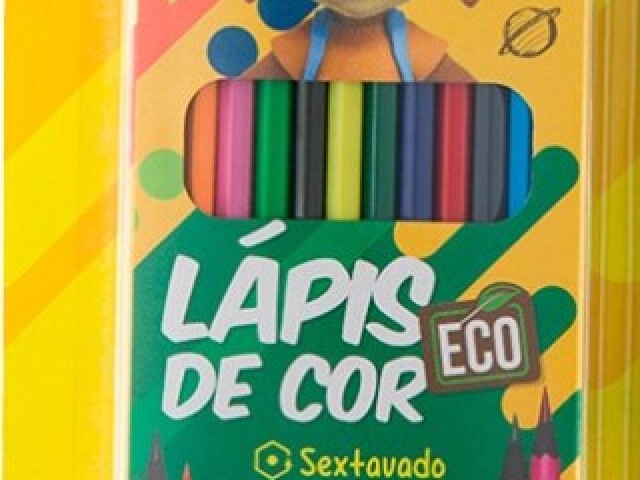 LÁPIS
DE COR
ECO
Sextavado